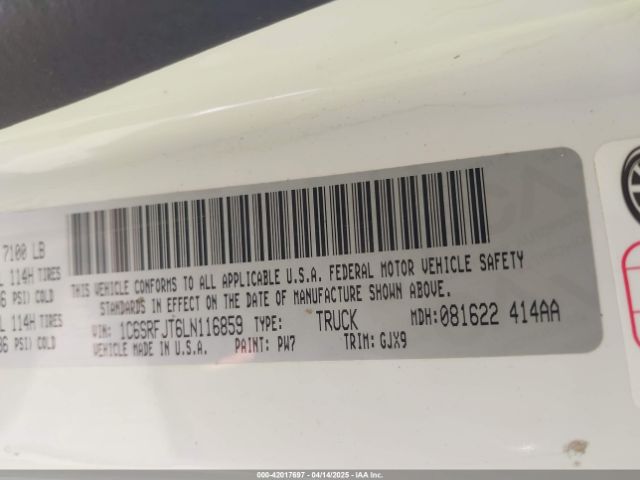 7100 LB
114H TIRES
PSI) COLD
114H TIRES
PSI) COLD
THIS VEHICLE CONFORMS TO ALL APPLICABLE U.S.A. FEDERAL MOTOR VEHICLE SAFETY
STANDARDS IN EFFECT ON THE DATE OF MANUFACTURE SHOWN ABOVE.
VIN: 1C6SRFJT6LN116859 TYPE: TRUCK MDH: 081622 414AA
VEHICLE MADE IN U.S.A. PAINT: PW7 TRIM: GJX9
000-42017697 - 04/14/2025 - IAA Inc.